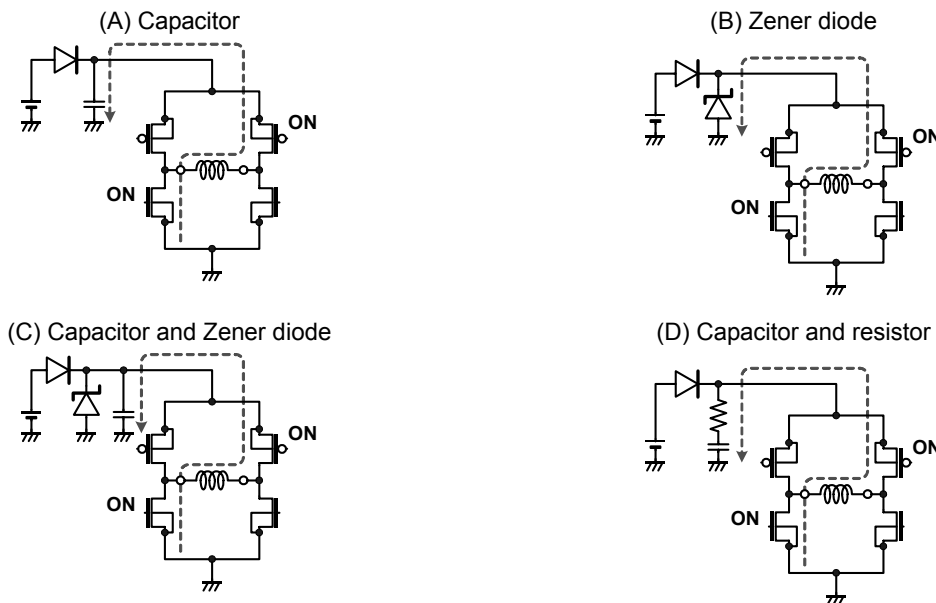 (A) Capacitor
ON
ON
(B) Zener diode
ON
ON
(C) Capacitor and Zener diode
ON
ON
(D) Capacitor and resistor
ON
ON